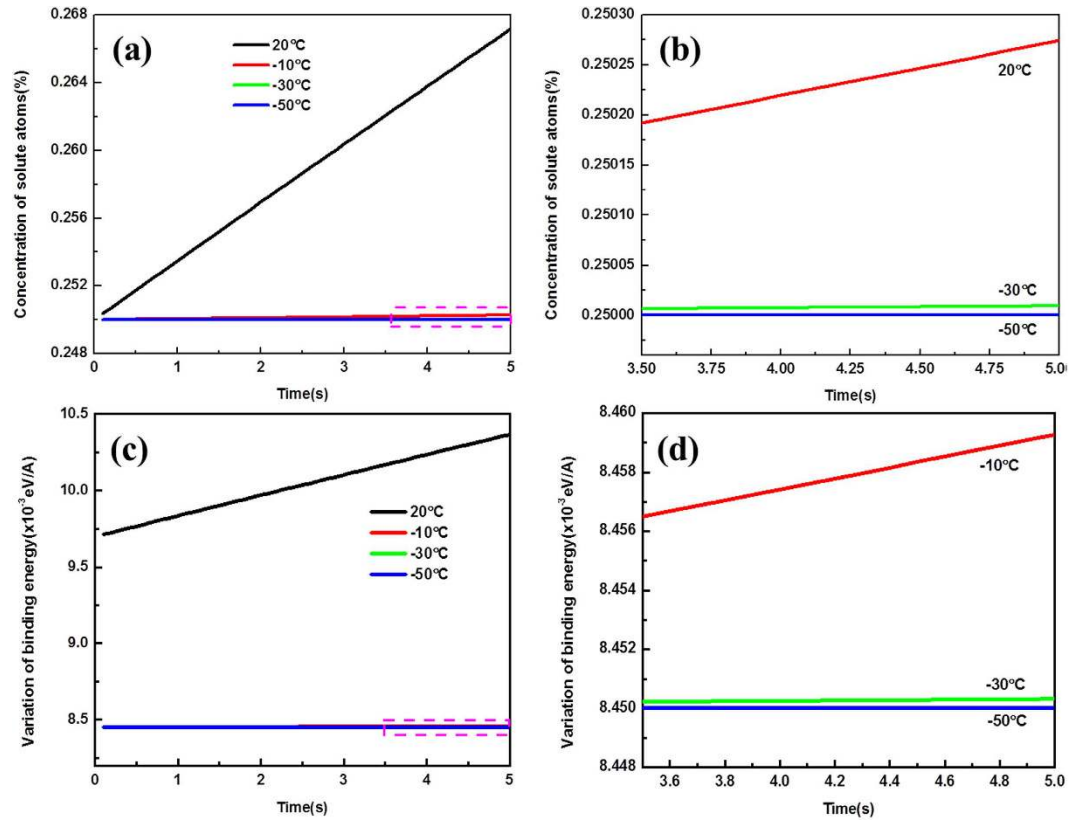 (a)
20°C
-10°C
-30°C
-50°C
Concentration of solute atoms(%)
0.268
0.264
0.260
0.256
0.252
0.248
0 1 2 3 4 5
Time(s)
(b)
20°C
-30°C
-50°C
Concentration of solute atoms(%)
0.25030
0.25025
0.25020
0.25015
0.25010
0.25005
0.25000
3.50 3.75 4.00 4.25 4.50 4.75 5.00
Time(s)
(c)
20°C
-10°C
-30°C
-50°C
Variation of binding energy(x10⁻³eV/A)
10.5
10.0
9.5
9.0
8.5
0 1 2 3 4 5
Time(s)
(d)
-10°C
-30°C
-50°C
Variation of binding energy(x10⁻³eV/A)
8.460
8.458
8.456
8.454
8.452
8.450
8.448
3.6 3.8 4.0 4.2 4.4 4.6 4.8 5.0
Time(s)